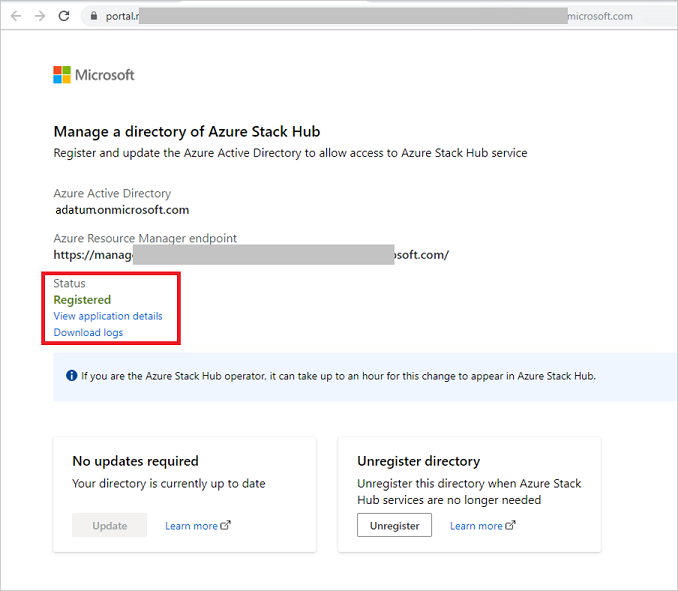 portal.
microsoft.com
Microsoft
Manage a directory of Azure Stack Hub
Register and update the Azure Active Directory to allow access to Azure Stack Hub service
Azure Active Directory
adatum.onmicrosoft.com
Azure Resource Manager endpoint
https://manag
soft.com/
Status
Registered
View application details
Download logs
If you are the Azure Stack Hub operator, it can take up to an hour for this change to appear in Azure Stack Hub.
No updates required
Your directory is currently up to date
Update
Learn more
Unregister directory
Unregister this directory when Azure Stack
Hub services are no longer needed
Unregister
Learn more